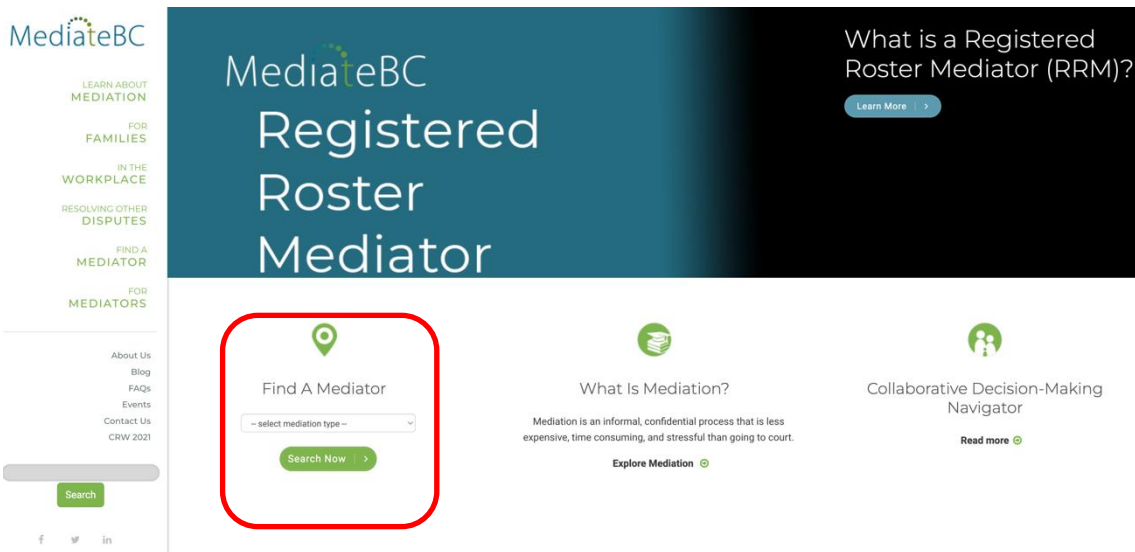 MediateBC
LEARN ABOUT
MEDIATION
FOR
FAMILIES
IN THE
WORKPLACE
RESOLVING OTHER
DISPUTES
FIND A
MEDIATOR
FOR
MEDIATORS
About Us
Blog
FAQs
Events
Contact Us
CRW 2021
Search
f
in
MediateBC
Registered
Roster
Mediator
What is a Registered
Roster Mediator (RRM)?
Learn More
Find A Mediator
-- select mediation type --
Search Now
What Is Mediation?
Mediation is an informal, confidential process that is less
expensive, time consuming, and stressful than going to court.
Explore Mediation
Collaborative Decision-Making
Navigator
Read more